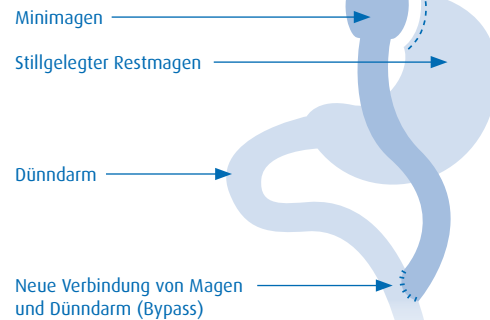 Minimagen
Stillgelegter Restmagen
Dünndarm
Neue Verbindung von Magen
und Dünndarm (Bypass)